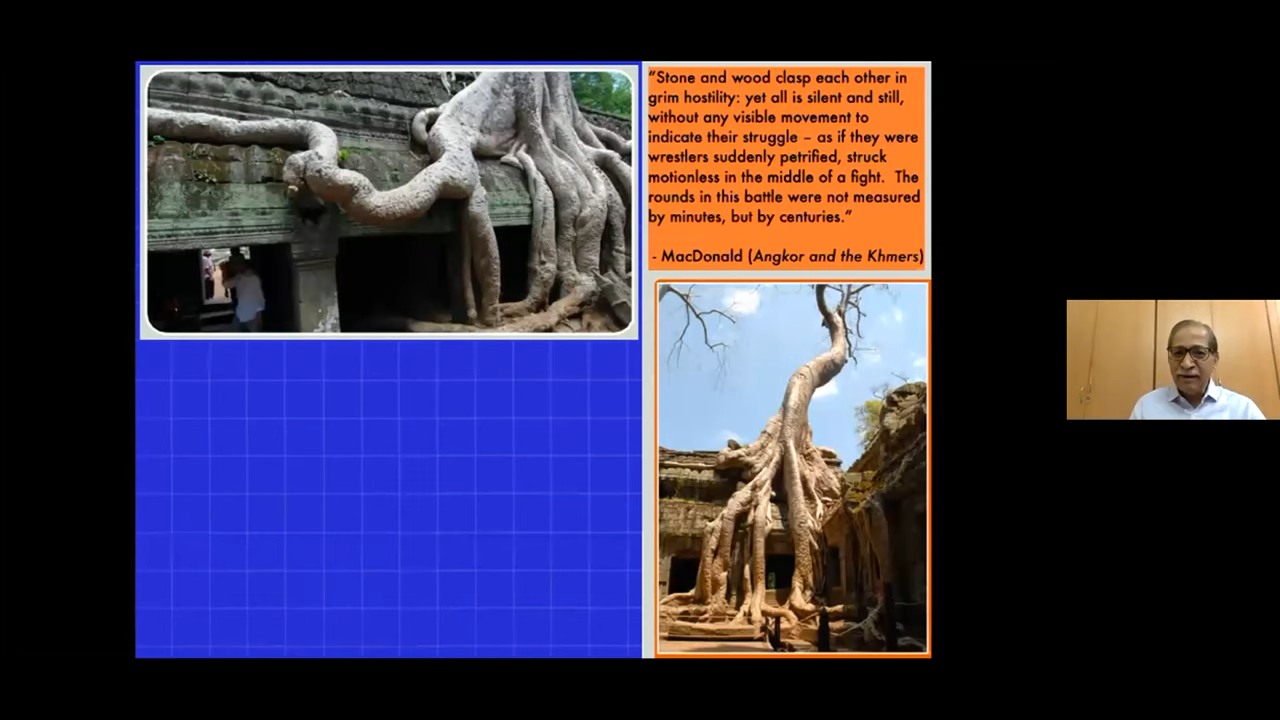 “Stone and wood clasp each other in
grim hostility: yet all is silent and still,
without any visible movement to
indicate their struggle – as if they were
wrestlers suddenly petrified, struck
motionless in the middle of a fight.  The
rounds in this battle were not measured
by minutes, but by centuries.”
- MacDonald (Angkor and the Khmers)